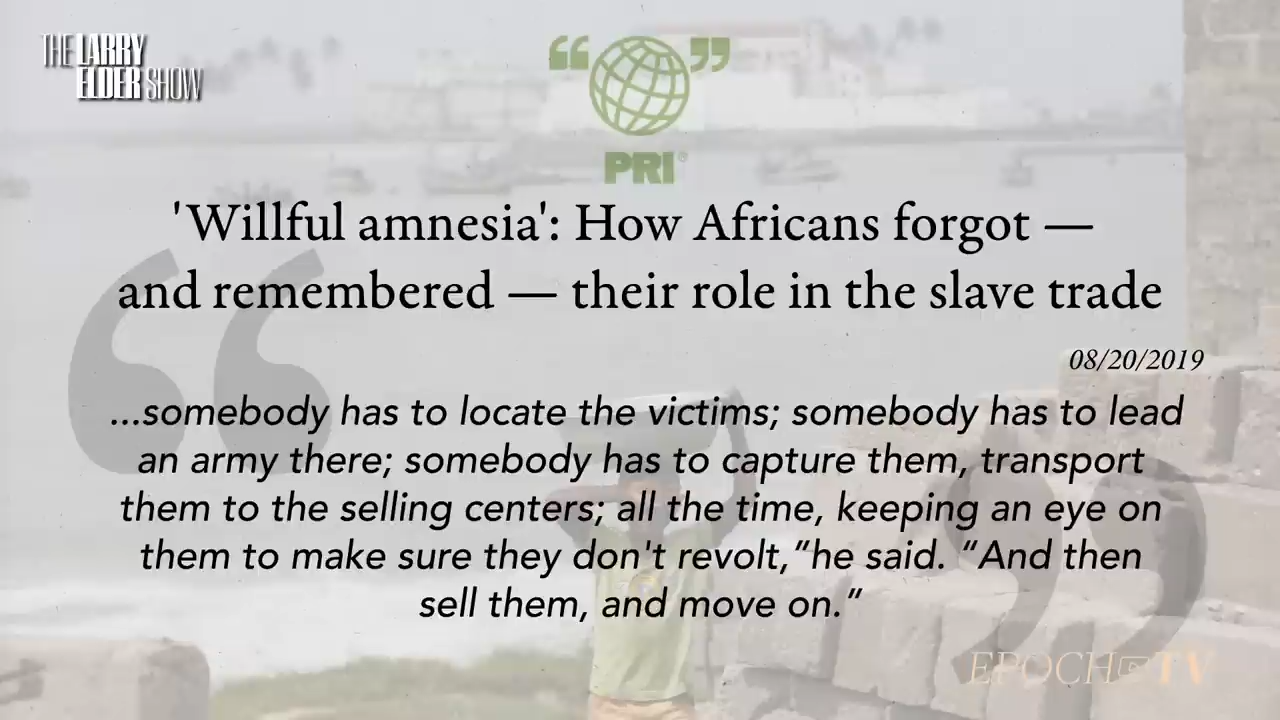 THE LARRY
ELDER SHOW
“ ”
PRI®
'Willful amnesia': How Africans forgot —
and remembered — their role in the slave trade
08/20/2019
...somebody has to locate the victims; somebody has to lead
an army there; somebody has to capture them, transport
them to the selling centers; all the time, keeping an eye on
them to make sure they don't revolt,“he said. “And then
sell them, and move on.”
EPOCH TV